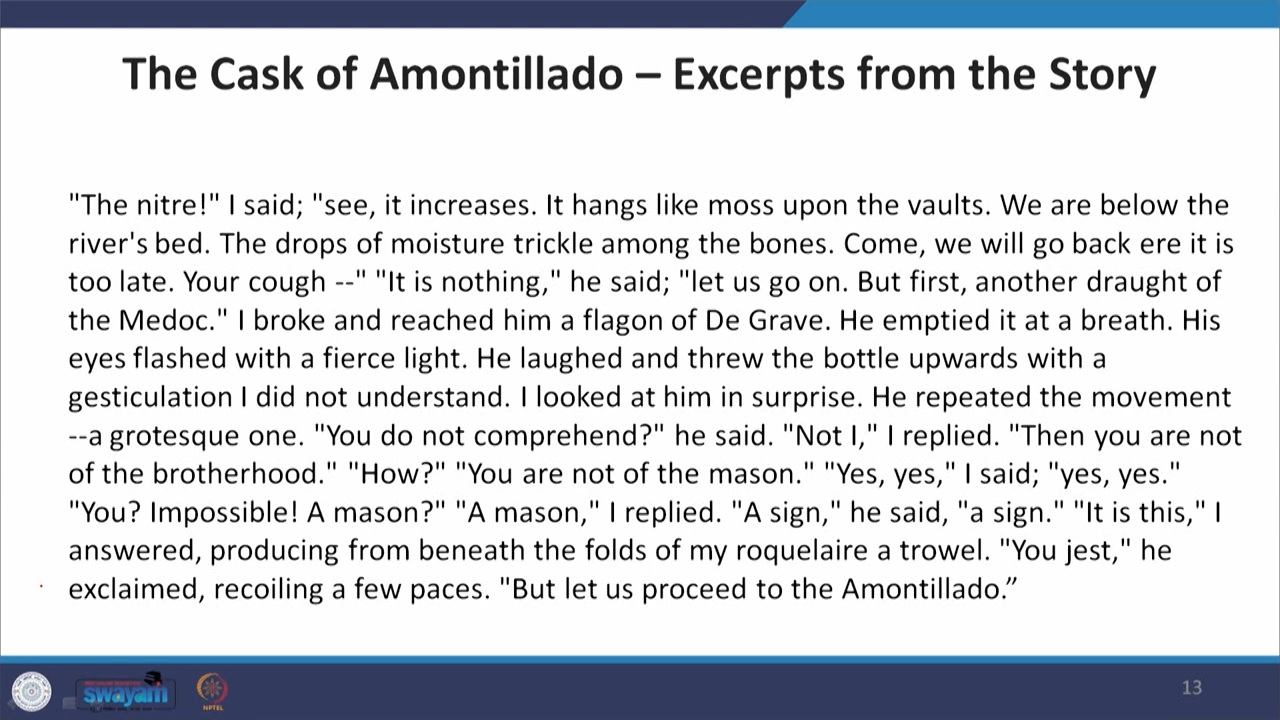 The Cask of Amontillado – Excerpts from the Story
"The nitre!" I said; "see, it increases. It hangs like moss upon the vaults. We are below the
river's bed. The drops of moisture trickle among the bones. Come, we will go back ere it is
too late. Your cough --" "It is nothing," he said; "let us go on. But first, another draught of
the Medoc." I broke and reached him a flagon of De Grave. He emptied it at a breath. His
eyes flashed with a fierce light. He laughed and threw the bottle upwards with a
gesticulation I did not understand. I looked at him in surprise. He repeated the movement
--a grotesque one. "You do not comprehend?" he said. "Not I," I replied. "Then you are not
of the brotherhood." "How?" "You are not of the mason." "Yes, yes," I said; "yes, yes."
"You? Impossible! A mason?" "A mason," I replied. "A sign," he said, "a sign." "It is this," I
answered, producing from beneath the folds of my roquelaire a trowel. "You jest," he
exclaimed, recoiling a few paces. "But let us proceed to the Amontillado.”
swayam
NPTEL
13